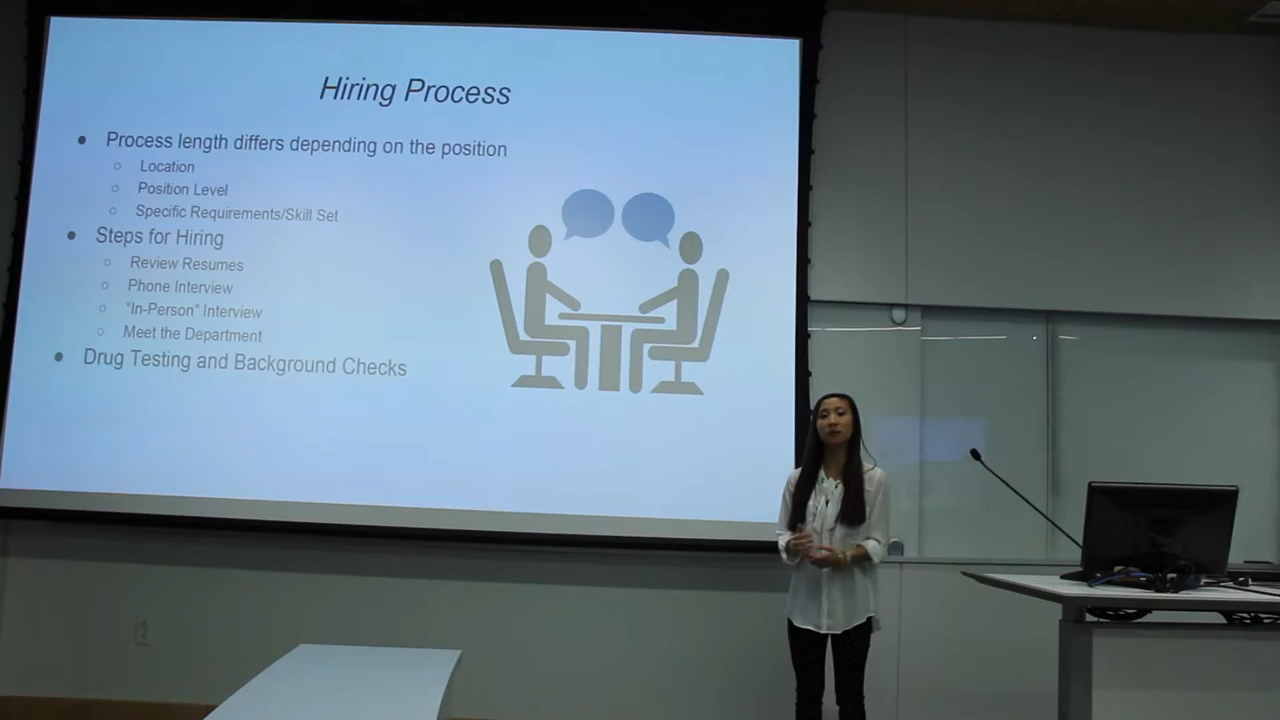 Hiring Process
● Process length differs depending on the position
○ Location
○ Position Level
○ Specific Requirements/Skill Set
● Steps for Hiring
○ Review Resumes
○ Phone Interview
○ "In-Person" Interview
○ Meet the Department
● Drug Testing and Background Checks